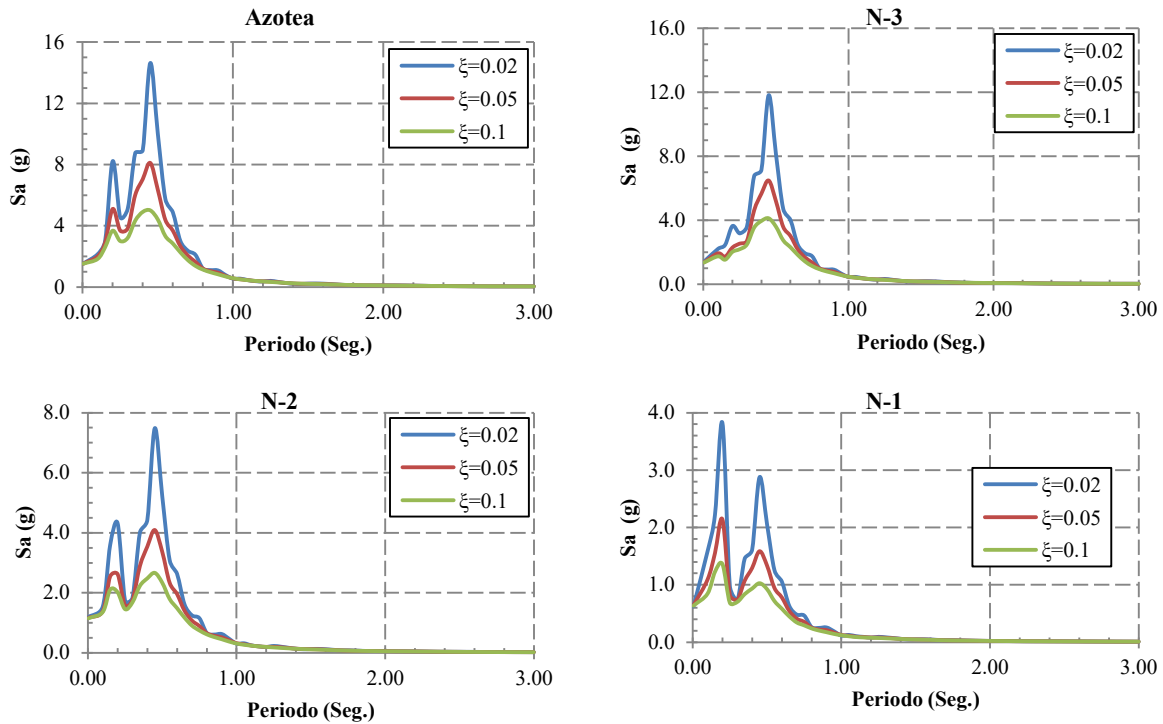 Azotea
16
12
8
4
0
0.00 1.00 2.00 3.00
Sa (g)
Periodo (Seg.)
ξ=0.02
ξ=0.05
ξ=0.1
N-3
16.0
12.0
8.0
4.0
0.0
0.00 1.00 2.00 3.00
Sa (g)
Periodo (Seg.)
ξ=0.02
ξ=0.05
ξ=0.1
N-2
8.0
6.0
4.0
2.0
0.0
0.00 1.00 2.00 3.00
Sa (g)
Periodo (Seg.)
ξ=0.02
ξ=0.05
ξ=0.1
N-1
4.0
3.0
2.0
1.0
0.0
0.00 1.00 2.00 3.00
Sa (g)
Periodo (Seg.)
ξ=0.02
ξ=0.05
ξ=0.1